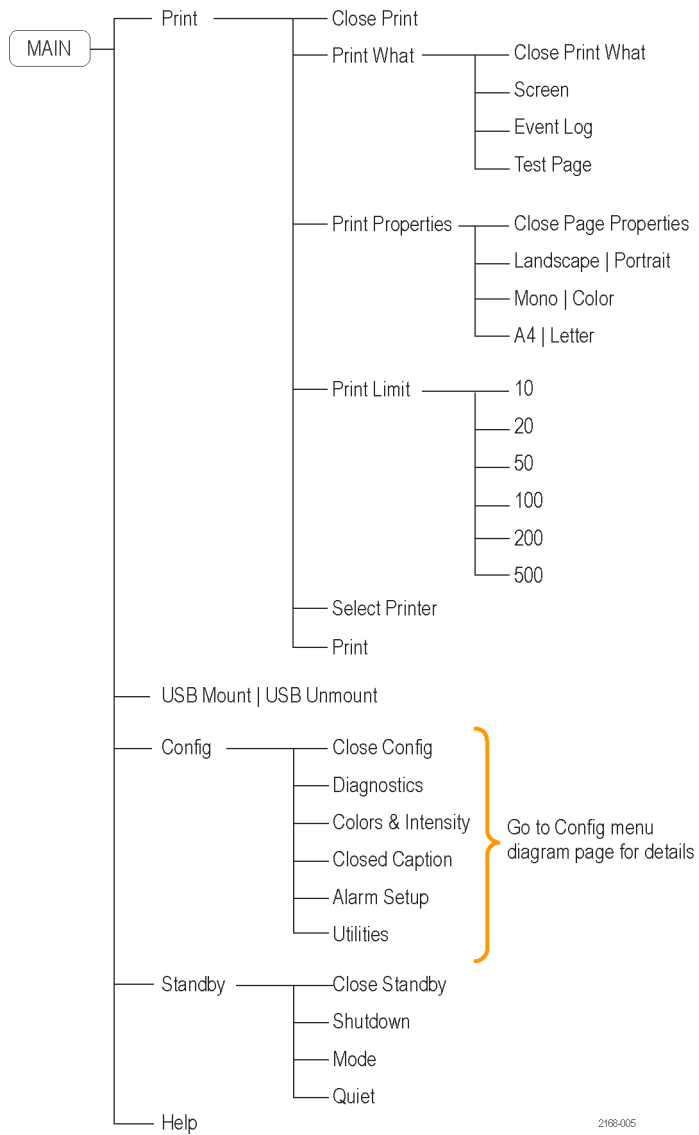 MAIN
Print
Close Print
Print What
Close Print What
Screen
Event Log
Test Page
Print Properties
Close Page Properties
Landscape | Portrait
Mono | Color
A4 | Letter
Print Limit
10
20
50
100
200
500
Select Printer
Print
USB Mount | USB Unmount
Config
Close Config
Diagnostics
Colors & Intensity
Closed Caption
Alarm Setup
Utilities
Go to Config menu
diagram page for details
Standby
Close Standby
Shutdown
Mode
Quiet
Help
2168-005